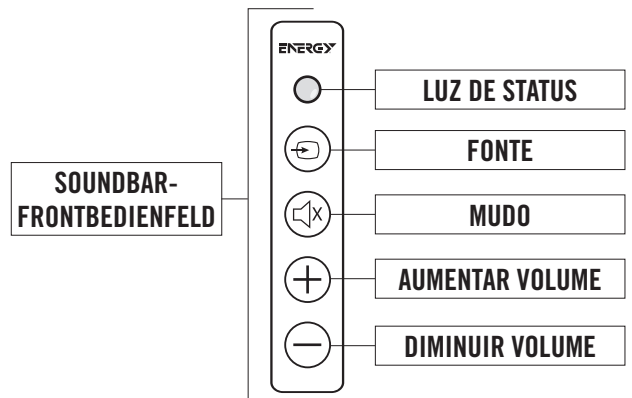 ENERGY
LUZ DE STATUS
FONTE
SOUNDBAR-
FRONTBEDIENFELD
MUDO
AUMENTAR VOLUME
DIMINUIR VOLUME